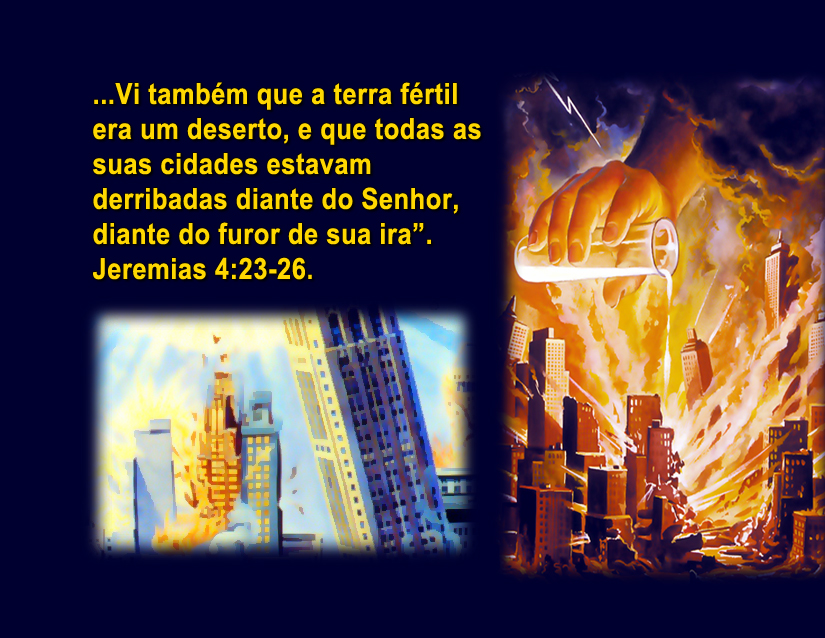 ...Vi também que a terra fértil
era um deserto, e que todas as
suas cidades estavam
derribadas diante do Senhor,
diante do furor de sua ira”.
Jeremias 4:23-26.